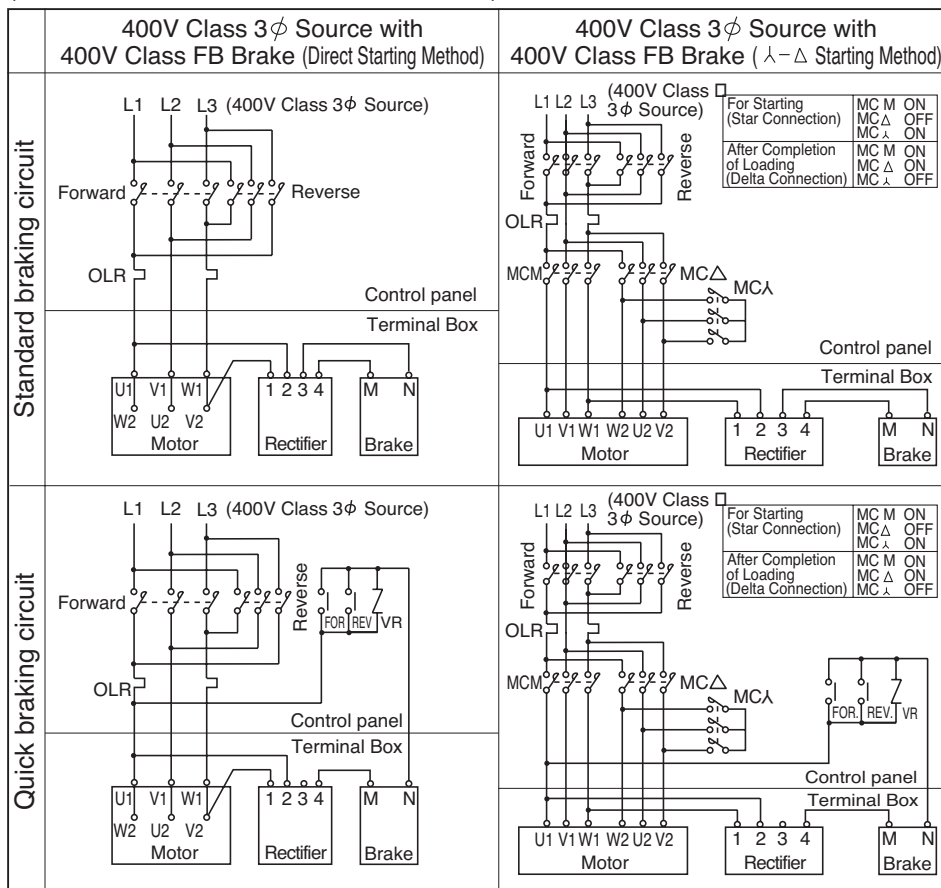 400V Class 3ϕ Source with
400V Class FB Brake (Direct Starting Method)
400V Class 3ϕ Source with
400V Class FB Brake (⅄-△ Starting Method)
Standard braking circuit
L1 L2 L3 (400V Class 3ϕ Source)
Forward
Reverse
OLR
Control panel
Terminal Box
U1 V1 W1
W2 U2 V2
Motor
1 2 3 4
Rectifier
M N
Brake
(400V Class □
L1 L2 L3 3ϕ Source)
For Starting MC M ON
(Star Connection) MC△ OFF
MC⅄ ON
After Completion MC M ON
of Loading MC△ ON
(Delta Connection) MC⅄ OFF
Forward
Reverse
OLR
MCM
MC△
MC⅄
Control panel
Terminal Box
U1 V1 W1 W2 U2 V2
Motor
1 2 3 4
Rectifier
M N
Brake
Quick braking circuit
L1 L2 L3 (400V Class 3ϕ Source)
Forward
Reverse
FOR REV VR
OLR
Control panel
Terminal Box
U1 V1 W1
W2 U2 V2
Motor
1 2 3 4
Rectifier
M N
Brake
(400V Class □
L1 L2 L3 3ϕ Source)
For Starting MC M ON
(Star Connection) MC△ OFF
MC⅄ ON
After Completion MC M ON
of Loading MC△ ON
(Delta Connection) MC⅄ OFF
Forward
Reverse
OLR
MCM
MC△
MC⅄
FOR. REV. VR
Control panel
Terminal Box
U1 V1 W1 W2 U2 V2
Motor
1 2 3 4
Rectifier
M N
Brake